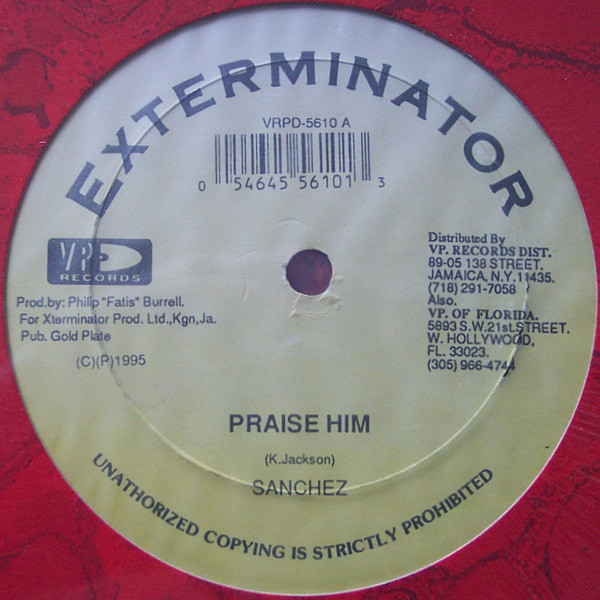 EXTERMINATOR
VRPD-5610 A
0 54645 56101 3
VP
RECORDS
Prod.by: Philip "Fatis" Burrell.
For Xterminator Prod. Ltd.,Kgn,Ja.
Pub. Gold Plate
(C)(P)1995
Distributed By
VP. RECORDS DIST.
89-05 138 STREET.
JAMAICA, N.Y.11435.
(718) 291-7058
Also.
VP. OF FLORIDA.
5893 S.W.21st.STREET.
W. HOLLYWOOD,
FL. 33023.
(305) 966-4744
PRAISE HIM
(K.Jackson)
SANCHEZ
UNATHORIZED COPYING IS STRICTLY PROHIBITED